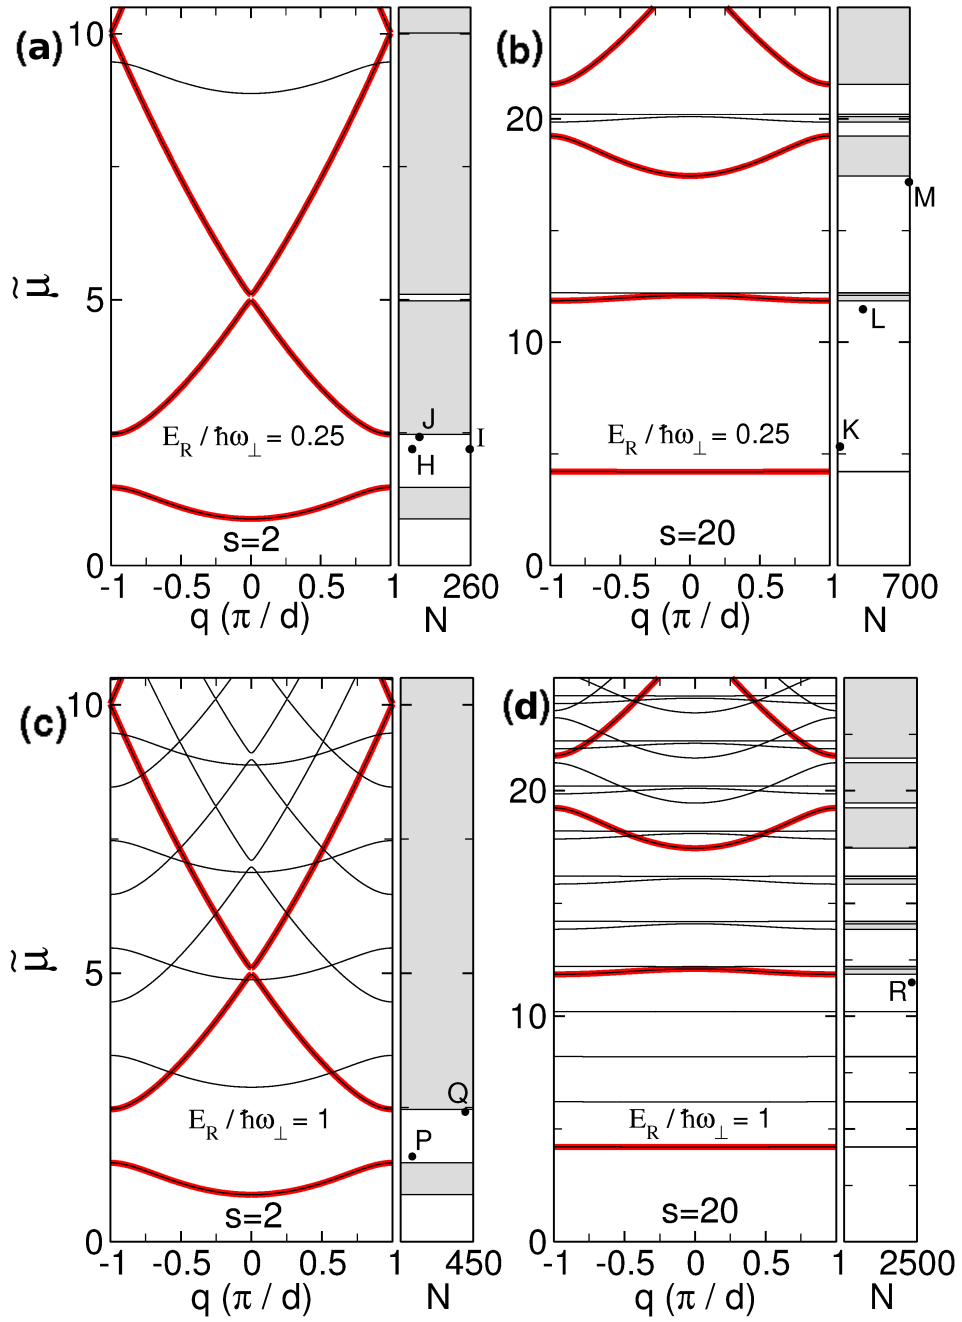 (a)
10
5
0
μ̃
J
H
I
E_R / ħω_⊥ = 0.25
s=2
-1 -0.5 0 0.5 1 1 260
q (π / d) N
(b)
20
10
0
M
L
K
E_R / ħω_⊥ = 0.25
s=20
-1 -0.5 0 0.5 1 700
q (π / d) N
(c)
10
5
0
μ̃
Q
P
E_R / ħω_⊥ = 1
s=2
-1 -0.5 0 0.5 1 450
q (π / d) N
(d)
20
10
0
R
E_R / ħω_⊥ = 1
s=20
-1 -0.5 0 0.5 1 2500
q (π / d) N